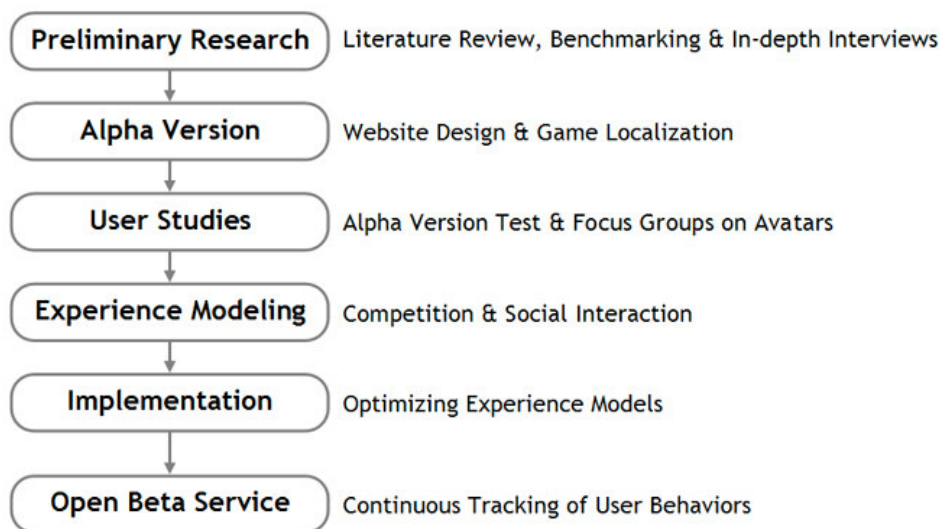 Preliminary Research Literature Review, Benchmarking & In-depth Interviews
Alpha Version Website Design & Game Localization
User Studies Alpha Version Test & Focus Groups on Avatars
Experience Modeling Competition & Social Interaction
Implementation Optimizing Experience Models
Open Beta Service Continuous Tracking of User Behaviors